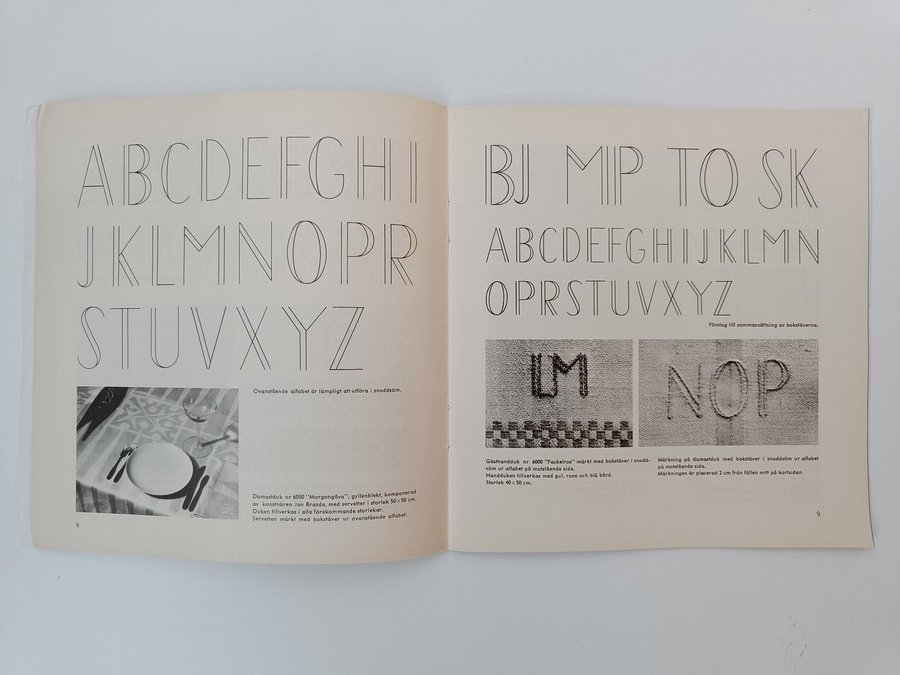 ABCDEFGHI
JKLMNOPR
STUVXYZ
Ovanstående alfabet är lämpligt att utföra i snoddsöm.
Damastduk nr 6050 "Morgongåva", gyllenblekt, komponerad
av konstnären Jan Brazda, med servetter i storlek 50 × 50 cm.
Duken tillverkas i alla förekommande storlekar.
Servetten märkt med bokstäver ur ovanstående alfabet.
8
BJ MP TO SK
ABCDEFGHIJKLMN
OPRSTUVXYZ
Förslag till sammansättning av bokstäverna.
LM
NOP
Gästhandduk nr 6000 "Fackelros" märkt med bokstäver i snodd-
söm ur alfabet på motstående sida.
Handduken tillverkas med gul, rosa och blå bård.
Storlek 40 × 50 cm.
Märkning på damastduk med bokstäver i snoddsöm ur alfabet
på motstående sida.
Märkningen är placerad 2 cm från fållen mitt på kortsidan.
9